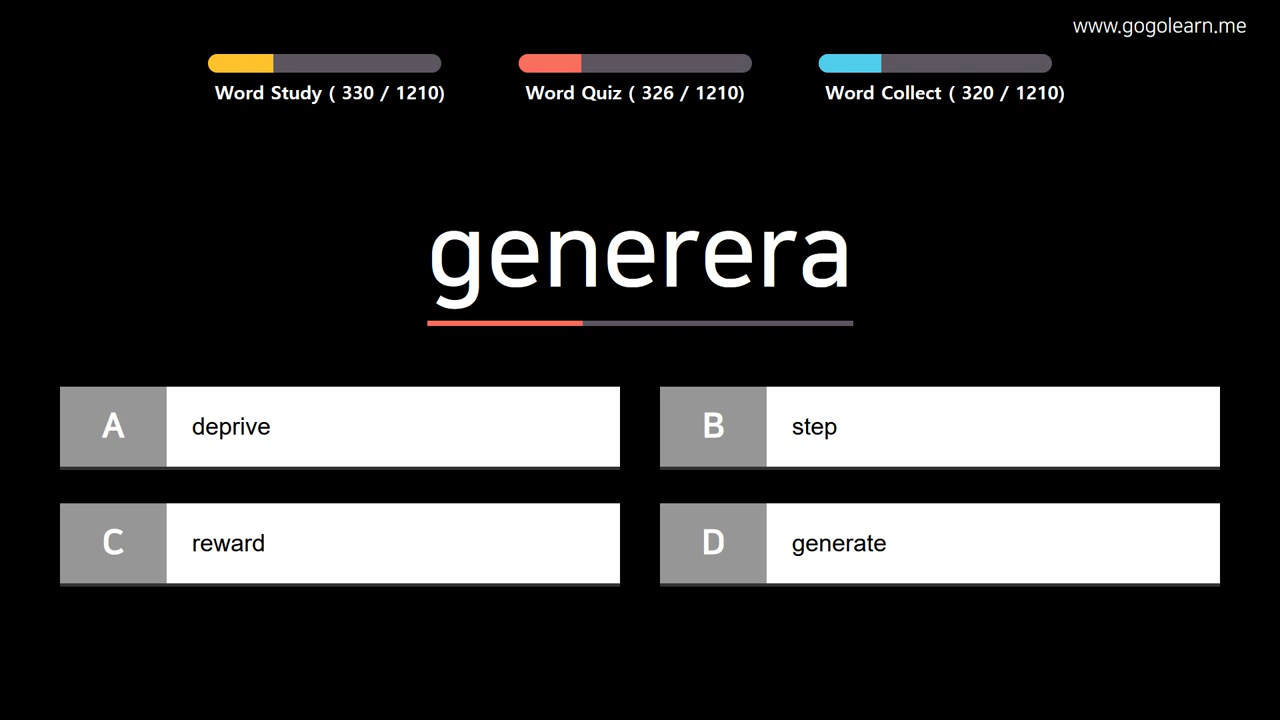 www.gogolearn.me
Word Study ( 330 / 1210)
Word Quiz ( 326 / 1210)
Word Collect ( 320 / 1210)
generera
A deprive
B step
C reward
D generate